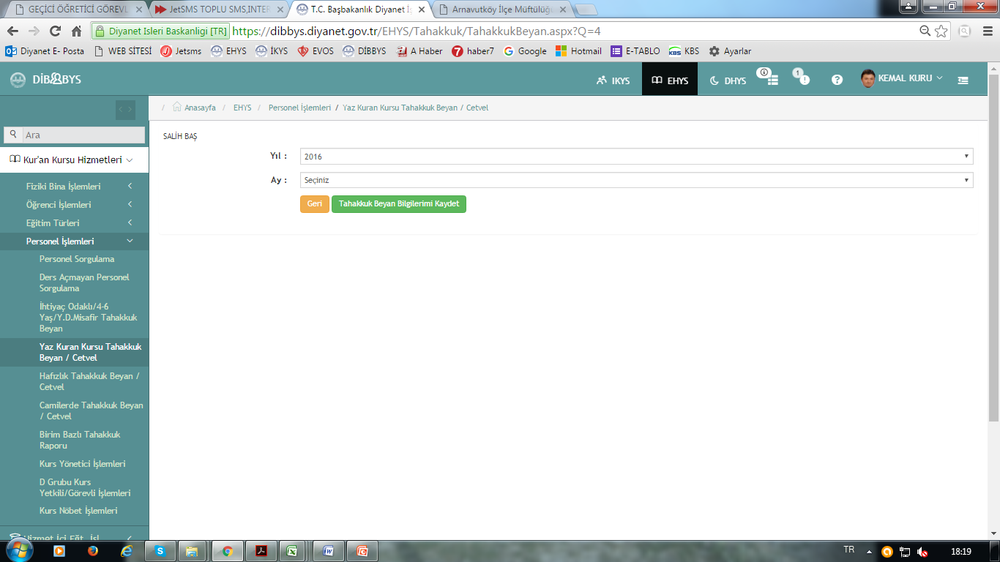 GEÇİCİ ÖĞRETİCİ GÖREVL
JetSMS TOPLU SMS,INTER
T.C. Başbakanlık Diyanet İş
Arnavutköy İlçe Müftülüğü
Diyanet Isleri Baskanligi [TR]
https://dibbys.diyanet.gov.tr/EHYS/Tahakkuk/TahakkukBeyan.aspx?Q=4
Diyanet E- Posta
WEB SİTESİ
Jetsms
EHYS
İKYS
EVOS
DİBBYS
A Haber
haber7
Google
Hotmail
E-TABLO
KBS
KBS
Ayarlar
DİBBYS
IKYS
EHYS
DHYS
1
KEMAL KURU
/ Anasayfa / EHYS / Personel İşlemleri / Yaz Kuran Kursu Tahakkuk Beyan / Cetvel
Ara
Kur'an Kursu Hizmetleri
Fiziki Bina İşlemleri
Öğrenci İşlemleri
Eğitim Türleri
Personel İşlemleri
Personel Sorgulama
Ders Açmayan Personel
Sorgulama
İhtiyaç Odaklı/4-6
Yaş/Y.D.Misafir Tahakkuk
Beyan
Yaz Kuran Kursu Tahakkuk
Beyan / Cetvel
Hafızlık Tahakkuk Beyan /
Cetvel
Camilerde Tahakkuk Beyan
/ Cetvel
Birim Bazlı Tahakkuk
Raporu
Kurs Yönetici İşlemleri
D Grubu Kurs
Yetkili/Görevli İşlemleri
Kurs Nöbet İşlemleri
Hizmet İçi Eğt. İşl.
SALİH BAŞ
Yıl : 2016
Ay : Seçiniz
Geri
Tahakkuk Beyan Bilgilerimi Kaydet
TR
18:19